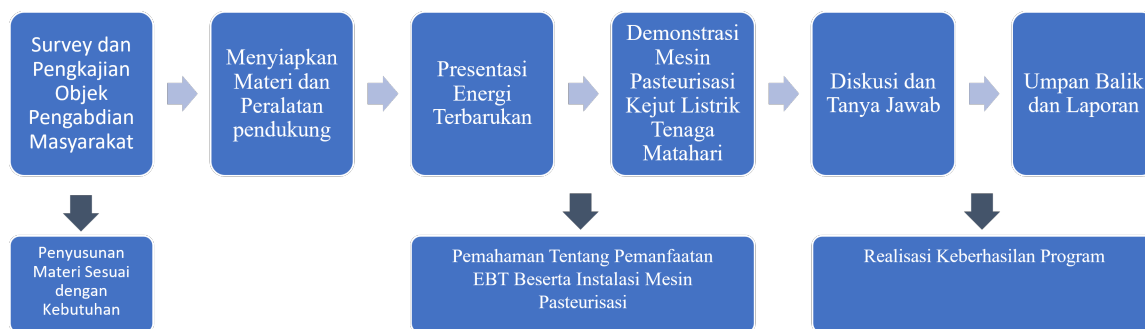 Survey dan
Pengkajian
Objek
Pengabdian
Masyarakat
Menyiapkan
Materi dan
Peralatan
pendukung
Presentasi
Energi
Terbarukan
Demonstrasi
Mesin
Pasteurisasi
Kejut Listrik
Tenaga
Matahari
Diskusi dan
Tanya Jawab
Umpan Balik
dan Laporan
Penyusunan
Materi Sesuai
dengan
Kebutuhan
Pemahaman Tentang Pemanfaatan
EBT Beserta Instalasi Mesin
Pasteurisasi
Realisasi Keberhasilan Program